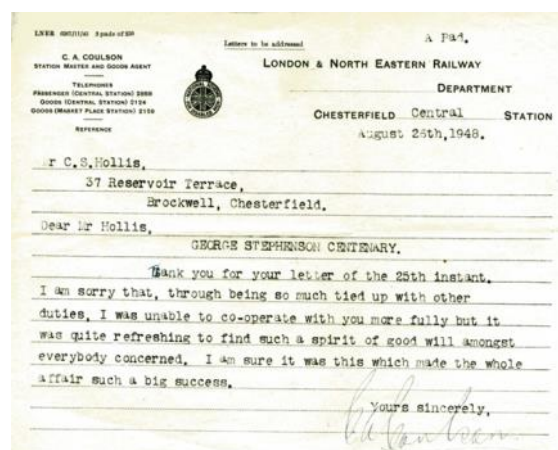 LNER
Letters to be addressed
A Pad.
C. A. COULSON
STATION MASTER AND GOODS AGENT
LONDON & NORTH EASTERN RAILWAY
TELEPHONES
PASSENGER (CENTRAL STATION)
DEPARTMENT
GOODS (CENTRAL STATION) 2124
GOODS (MARKET PLACE STATION)
CHESTERFIELD Central STATION
REFERENCE
August 26th, 1948.
Mr C.S.Hollis,
37 Reservoir Terrace,
Brockwell, Chesterfield.
Dear Mr Hollis,
GEORGE STEPHENSON CENTENARY.
Thank you for your letter of the 25th instant.
I am sorry that, through being so much tied up with other
duties, I was unable to co-operate with you more fully but it
was quite refreshing to find such a spirit of good will amongst
everybody concerned. I am sure it was this which made the whole
affair such a big success.
Yours sincerely,
CA Coulson